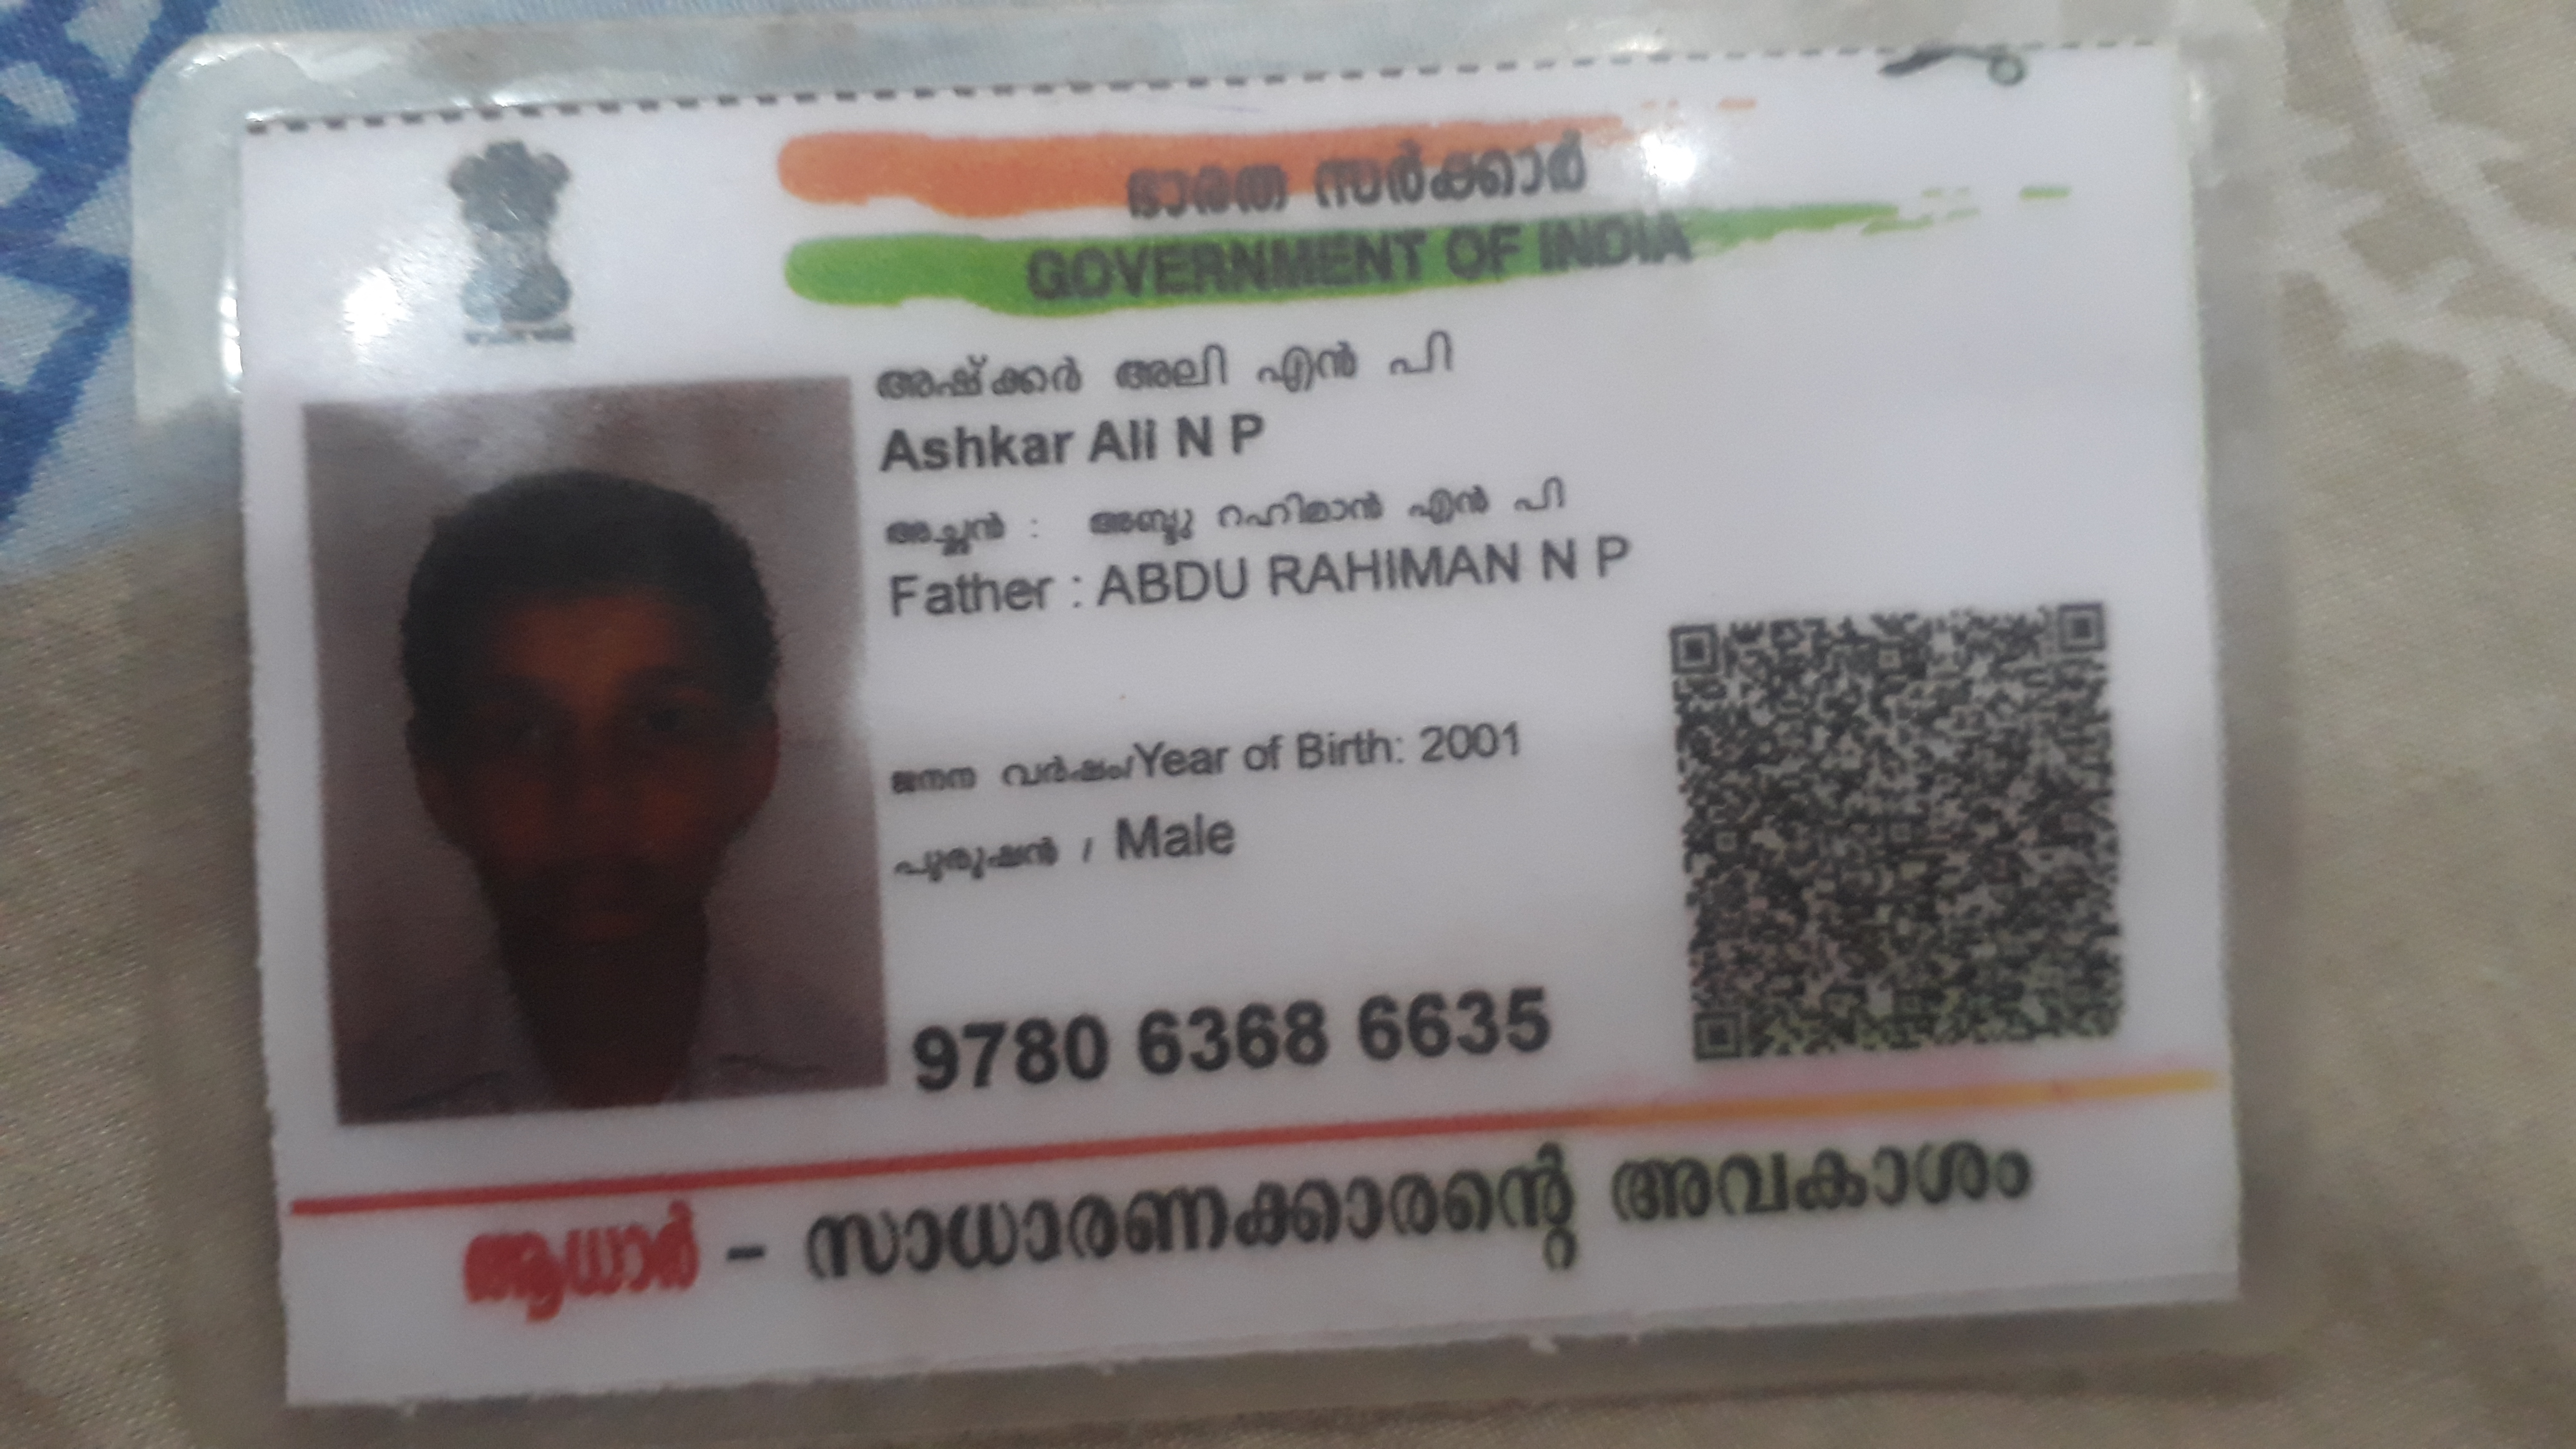 ഭാരത സർക്കാർ
GOVERNMENT OF INDIA
അഷ്ക്കർ അലി എൻ പി
Ashkar Ali N P
അച്ഛൻ : അബ്ദു റഹിമാൻ എൻ പി
Father : ABDU RAHIMAN N P
ജനന വർഷം/Year of Birth: 2001
പുരുഷൻ / Male
9780 6368 6635
ആധാർ - സാധാരണക്കാരന്റെ അവകാശം